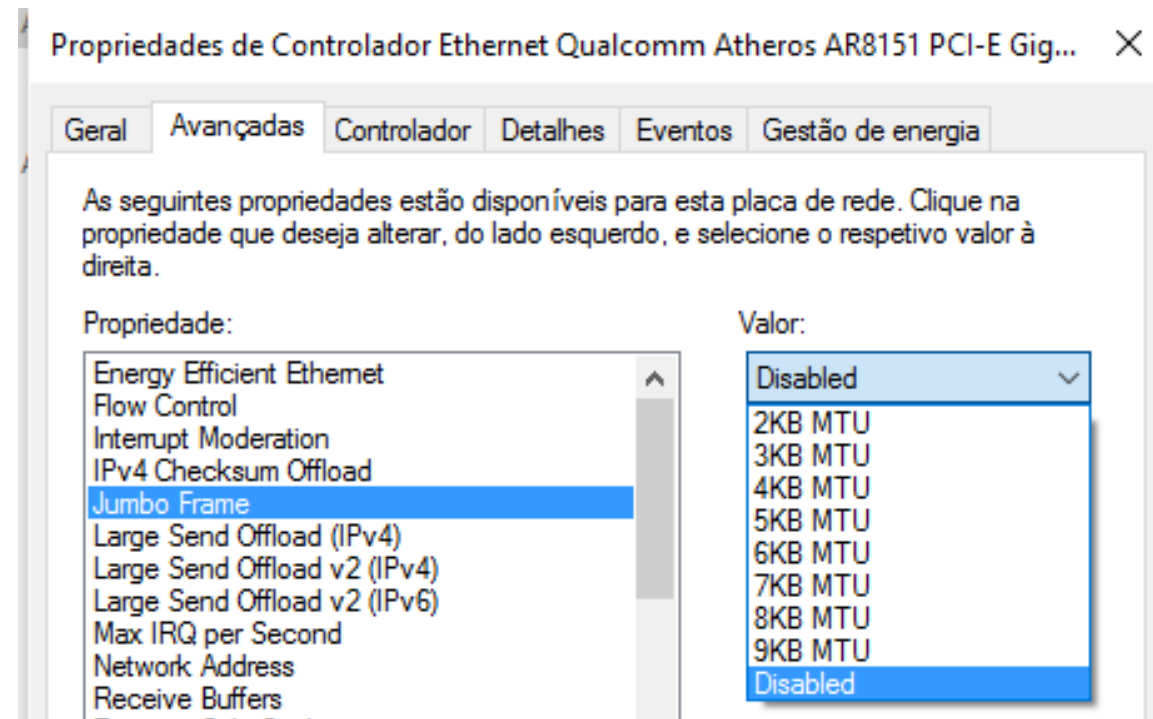 Propriedades de Controlador Ethernet Qualcomm Atheros AR8151 PCI-E Gig...
Geral
Avançadas
Controlador
Detalhes
Eventos
Gestão de energia
As seguintes propriedades estão disponíveis para esta placa de rede. Clique na
propriedade que deseja alterar, do lado esquerdo, e selecione o respetivo valor à
direita.
Propriedade:
Energy Efficient Ethernet
Flow Control
Interrupt Moderation
IPv4 Checksum Offload
Jumbo Frame
Large Send Offload (IPv4)
Large Send Offload v2 (IPv4)
Large Send Offload v2 (IPv6)
Max IRQ per Second
Network Address
Receive Buffers
Valor:
Disabled
2KB MTU
3KB MTU
4KB MTU
5KB MTU
6KB MTU
7KB MTU
8KB MTU
9KB MTU
Disabled